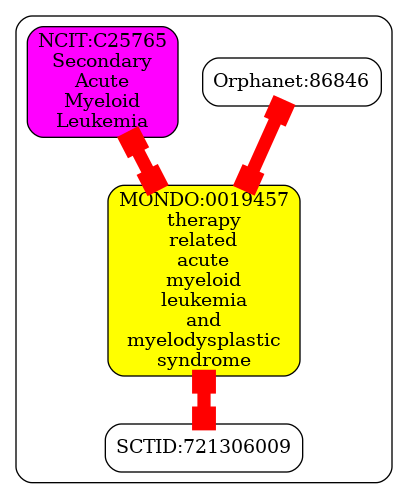 NCIT:C25765
Secondary
Acute
Myeloid
Leukemia
Orphanet:86846
MONDO:0019457
therapy
related
acute
myeloid
leukemia
and
myelodysplastic
syndrome
SCTID:721306009